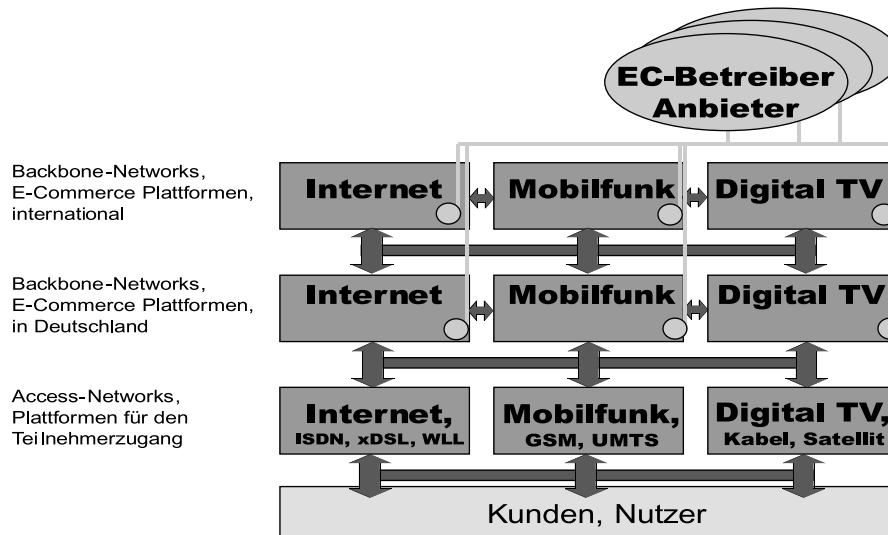 EC-Betreiber
Anbieter
Backbone-Networks,
E-Commerce Plattformen,
international
Internet
Mobilfunk
Digital TV
Backbone-Networks,
E-Commerce Plattformen,
in Deutschland
Internet
Mobilfunk
Digital TV
Access-Networks,
Plattformen für den
Teilnehmerzugang
Internet,
ISDN, xDSL, WLL
Mobilfunk,
GSM, UMTS
Digital TV,
Kabel, Satellit
Kunden, Nutzer